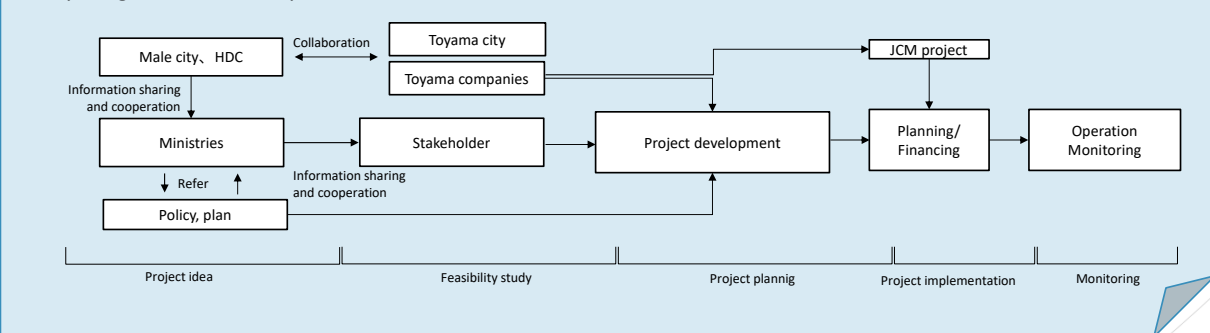 Male city、HDC
Collaboration
Toyama city
Toyama companies
JCM project
Information sharing
and cooperation
Ministries
Stakeholder
Project development
Planning/
Financing
Operation
Monitoring
Information sharing
and cooperation
Refer
Policy, plan
Project idea
Feasibility study
Project plannig
Project implementation
Monitoring